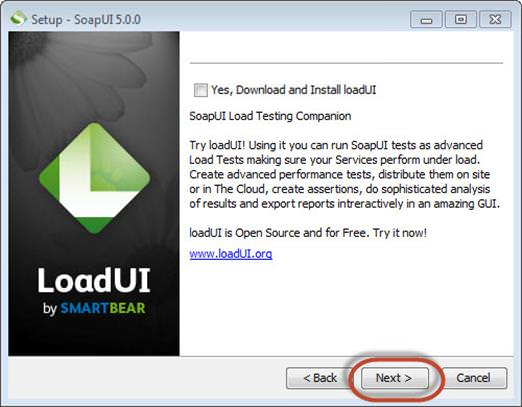 Setup - SoapUI 5.0.0
Yes, Download and Install loadUI
SoapUI Load Testing Companion
Try loadUI! Using it you can run SoapUI tests as advanced
Load Tests making sure your Services perform under load.
Create advanced performance tests, distribute them on site
or in The Cloud, create assertions, do sophisticated analysis
of results and export reports intreractively in an amazing GUI.
loadUI is Open Source and for Free. Try it now!
www.loadUI.org
LoadUI
by SMARTBEAR
< Back
Next >
Cancel